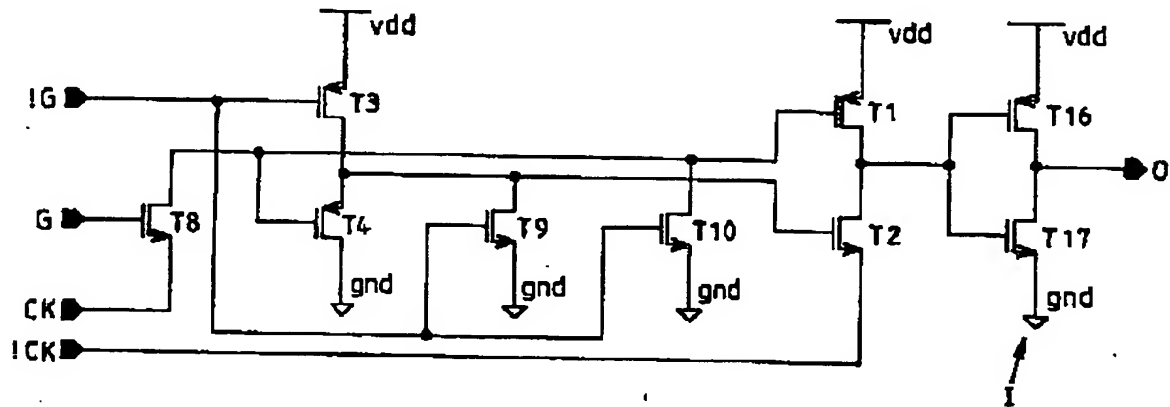 vdd
vdd
vdd
!G
T3
T1
T16
O
G
T8
T4
T9
T10
T2
T17
gnd
gnd
gnd
gnd
CK
!CK
I